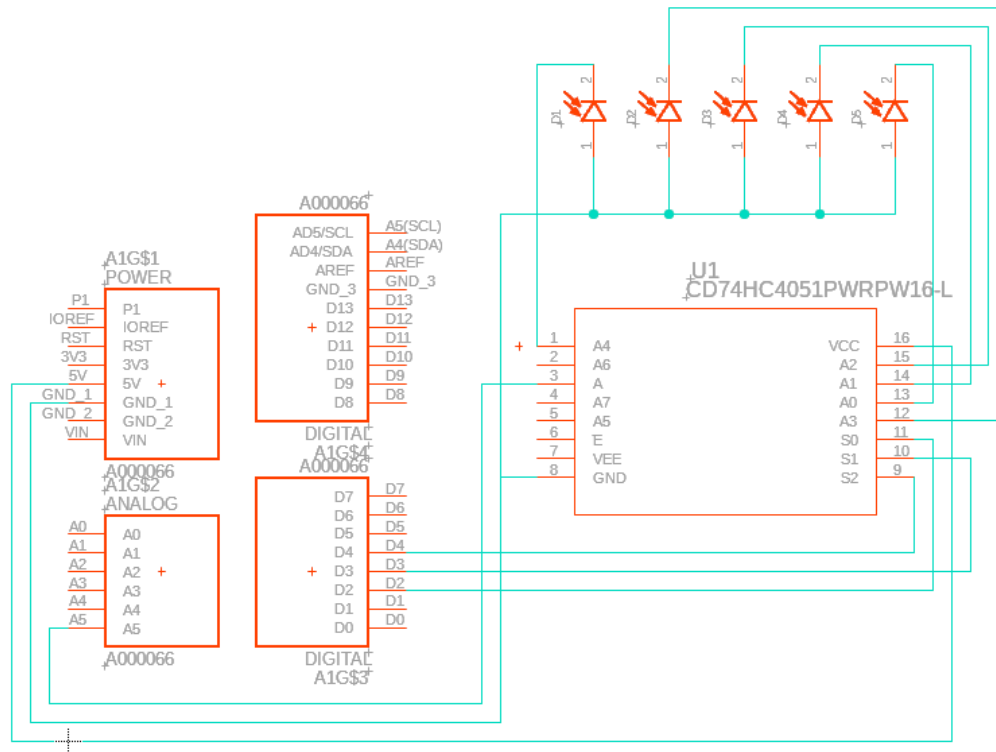 2
2
2
2
2
D1
D2
D3
D4
D5
1
1
1
1
1
A000066
AD5/SCL
AD4/SDA
AREF
GND_3
D13
D12
D11
D10
D9
D8
A5(SCL)
A4(SDA)
AREF
GND_3
D13
D12
D11
D10
D9
D8
DIGITAL
A1G$4
A1G$1
POWER
P1
IOREF
RST
3V3
5V
GND_1
GND_2
VIN
P1
IOREF
RST
3V3
5V
GND_1
GND_2
VIN
A000066
A1G$2
ANALOG
A0
A1
A2
A3
A4
A5
A0
A1
A2
A3
A4
A5
A000066
A000066
D7
D6
D5
D4
D3
D2
D1
D0
D7
D6
D5
D4
D3
D2
D1
D0
DIGITAL
A1G$3
U1
CD74HC4051PWRPW16-L
1
2
3
4
5
6
7
8
A4
A6
A
A7
A5
E
VEE
GND
VCC
A2
A1
A0
A3
S0
S1
S2
16
15
14
13
12
11
10
9